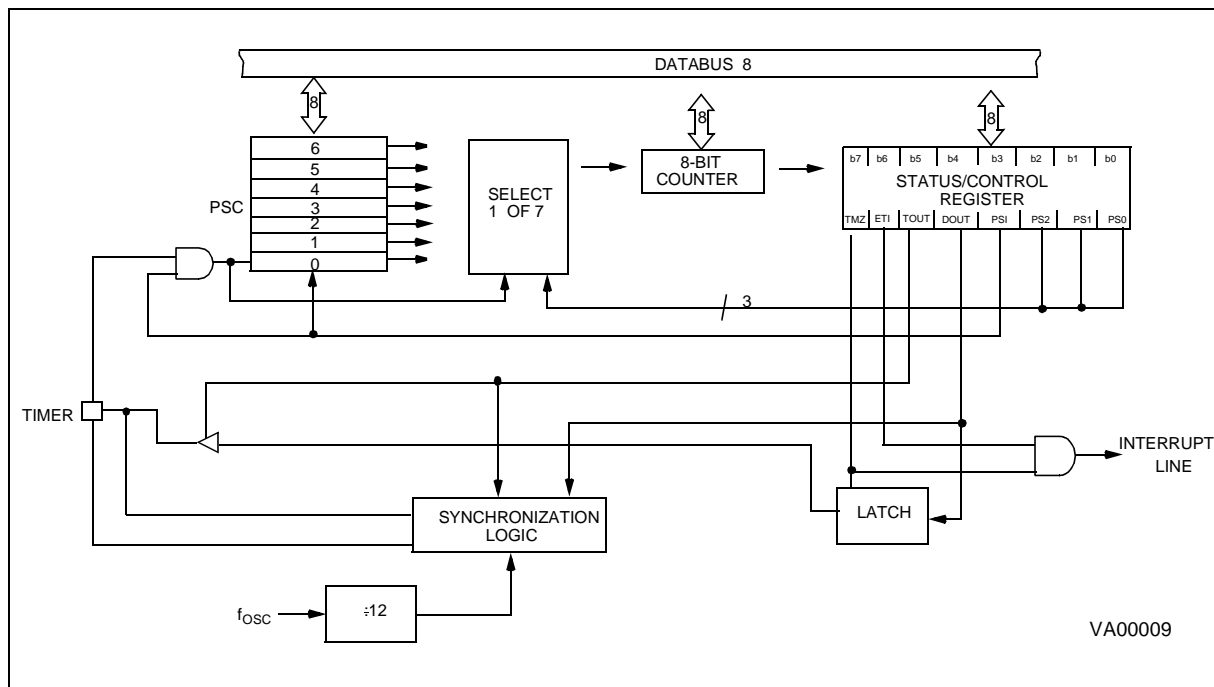 DATABUS 8
8
8
8
6
5
4
3
2
1
0
PSC
SELECT
1 OF 7
8-BIT
COUNTER
b7 b6 b5 b4 b3 b2 b1 b0
STATUS/CONTROL
REGISTER
TMZ ETI TOUT DOUT PSI PS2 PS1 PS0
3
TIMER
INTERRUPT
LINE
LATCH
SYNCHRONIZATION
LOGIC
fOSC
÷12
VA00009